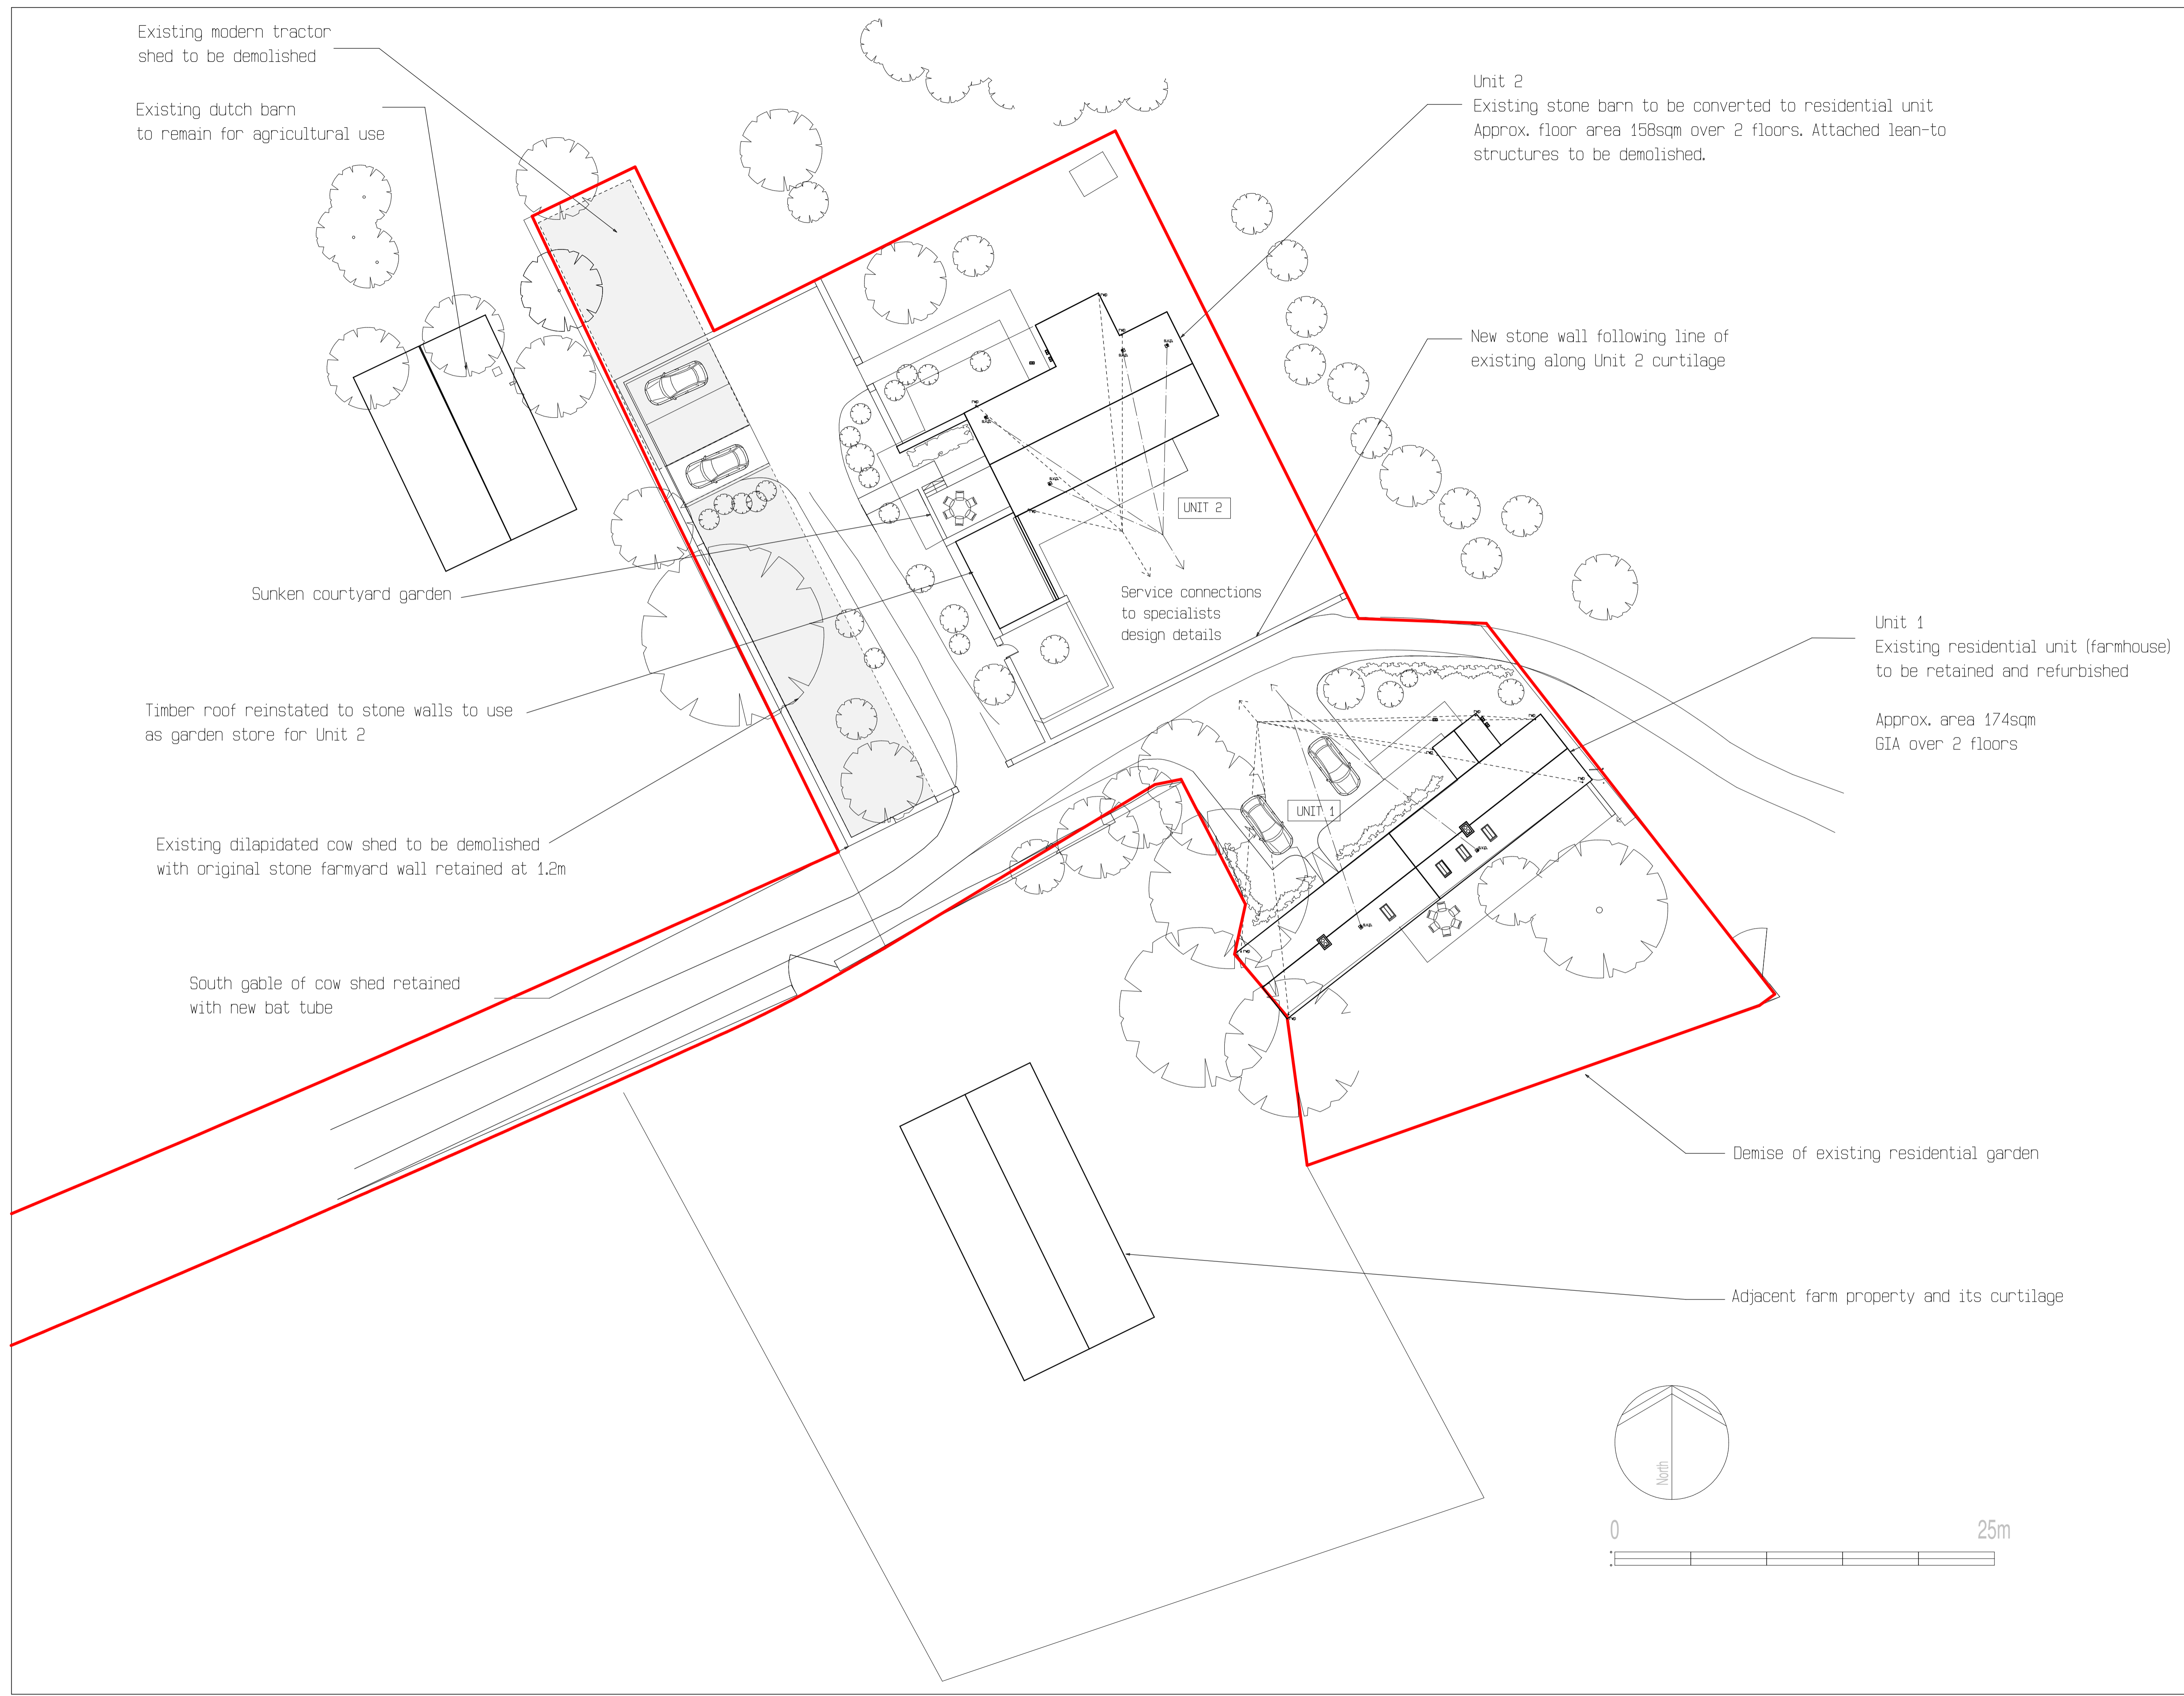 Existing modern tractor
shed to be demolished
Existing dutch barn
to remain for agricultural use
Unit 2
Existing stone barn to be converted to residential unit
Approx. floor area 158sqm over 2 floors. Attached lean-to
structures to be demolished.
New stone wall following line of
existing along Unit 2 curtilage
UNIT 2
Service connections
to specialists
design details
Sunken courtyard garden
Unit 1
Existing residential unit (farmhouse)
to be retained and refurbished
Approx. area 174sqm
GIA over 2 floors
Timber roof reinstated to stone walls to use
as garden store for Unit 2
UNIT 1
Existing dilapidated cow shed to be demolished
with original stone farmyard wall retained at 1.2m
South gable of cow shed retained
with new bat tube
Demise of existing residential garden
Adjacent farm property and its curtilage
North
0 25m